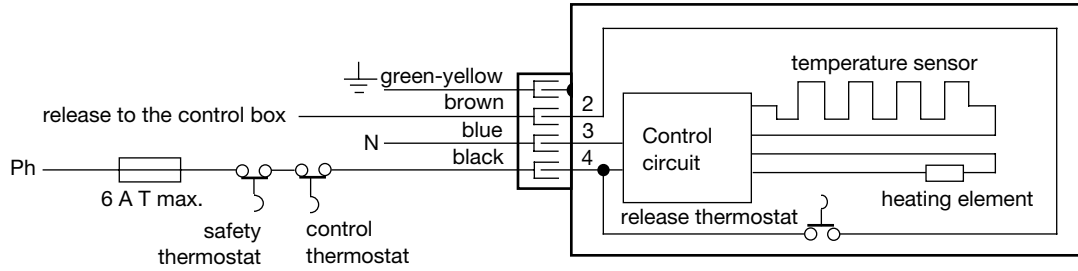 green-yellow
temperature sensor
release to the control box
brown
2
N
blue
3
Control
circuit
Ph
black
4
6 A T max.
safety
thermostat
control
thermostat
release thermostat
heating element